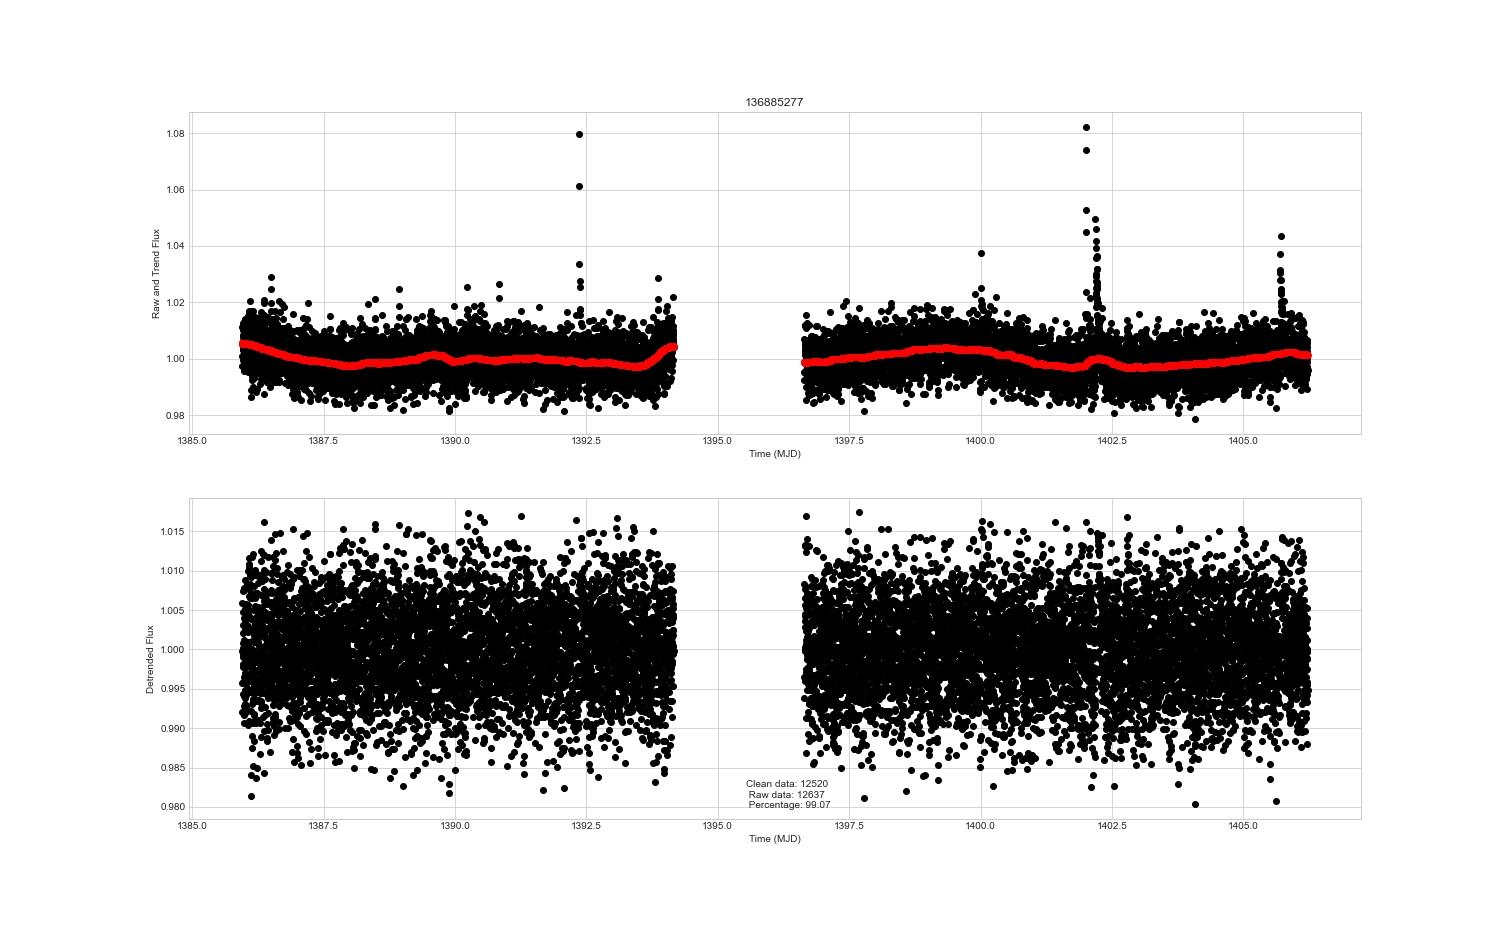 136885277
Raw and Trend Flux
1.08
1.06
1.04
1.02
1.00
0.98
1385.0 1387.5 1390.0 1392.5 1395.0 1397.5 1400.0 1402.5 1405.0
Time (MJD)
Detrended Flux
1.015
1.010
1.005
1.000
0.995
0.990
0.985
0.980
Clean data: 12520
Raw data: 12637
Percentage: 99.07
1385.0 1387.5 1390.0 1392.5 1395.0 1397.5 1400.0 1402.5 1405.0
Time (MJD)